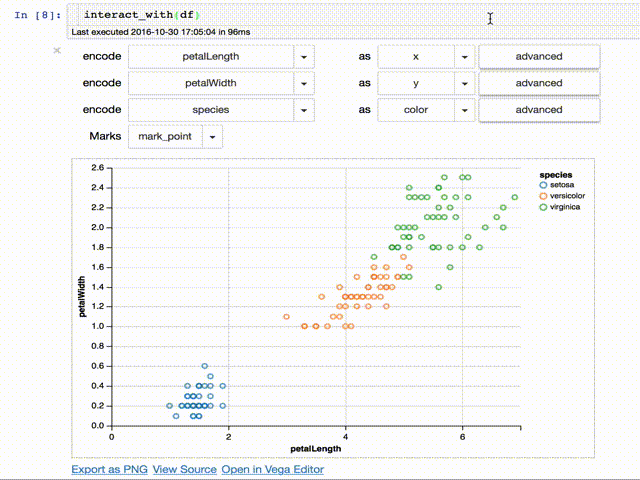 In [8]: interact_with(df)
Last executed 2016-10-30 17:05:04 in 96ms
×
encode petalLength as x advanced
encode petalWidth as y advanced
encode species as color advanced
Marks mark_point
2.6
2.4
2.2
2.0
1.8
1.6
1.4
1.2
1.0
0.8
0.6
0.4
0.2
0.0
petalWidth
0 2 4 6
petalLength
species
setosa
versicolor
virginica
Export as PNG View Source Open in Vega Editor